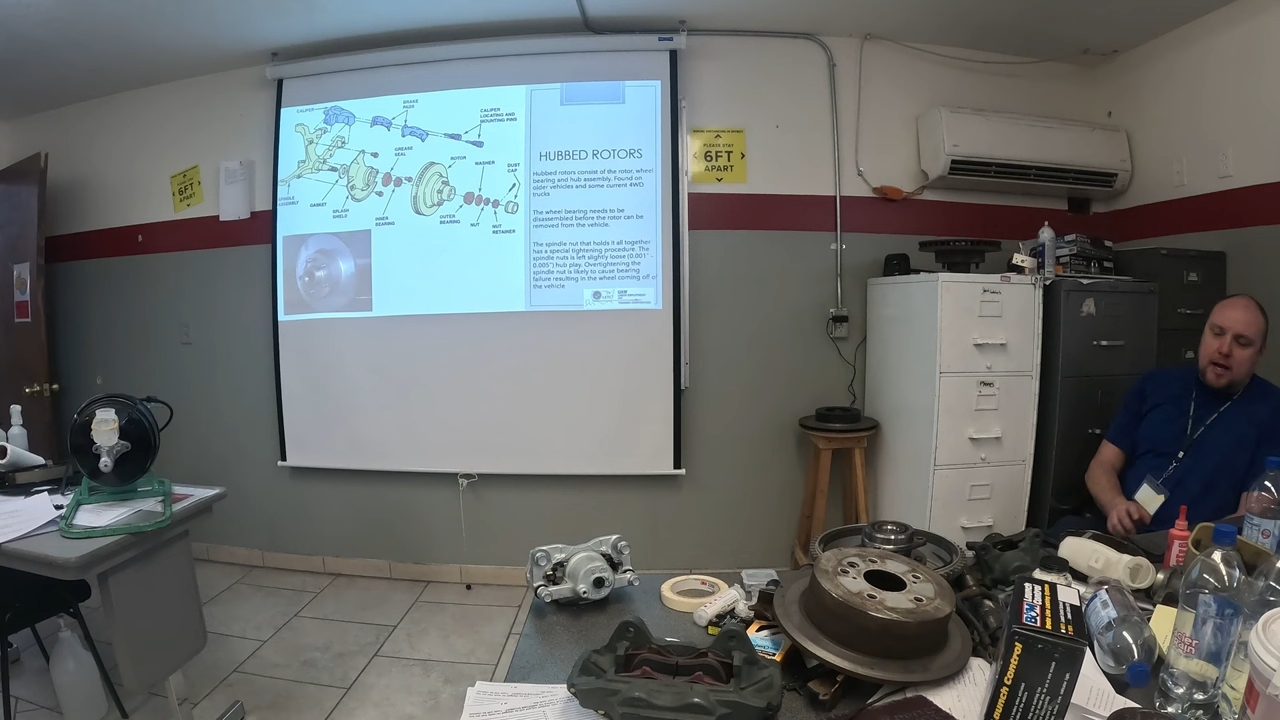 CALIPER
BRAKE
PADS
CALIPER
LOCATING AND
MOUNTING PINS
GREASE
SEAL
ROTOR
WASHER
DUST
CAP
SPINDLE
ASSEMBLY
GASKET
SPLASH
SHIELD
INNER
BEARING
OUTER
BEARING
NUT
NUT
RETAINER
HUBBED ROTORS
Hubbed rotors consist of the rotor, wheel
bearing and hub assembly. Found on
older vehicles and some current 4WD
trucks
The wheel bearing needs to be
disassembled before the rotor can be
removed from the vehicle.
The spindle nut that holds it all together
has a special tightening procedure. The
spindle nuts is left slightly loose (0.001" -
0.005") hub play. Overtightening the
spindle nut is likely to cause bearing
failure resulting in the wheel coming off of
the vehicle
PLEASE STAY
6FT
APART
6FT
APART
B&M
Launch Control